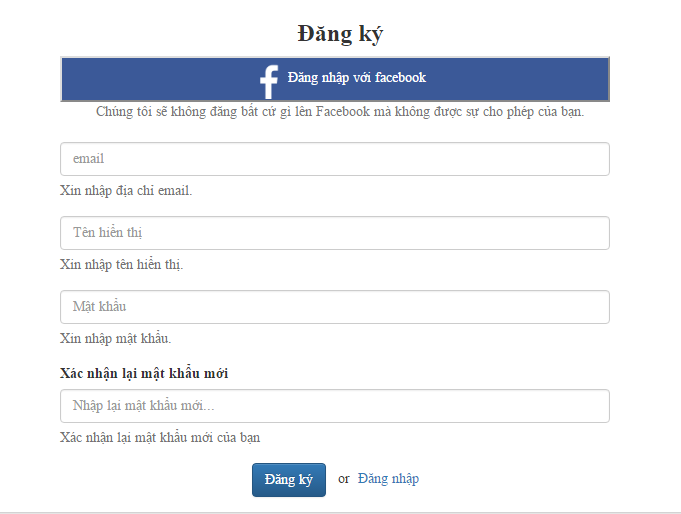 Đăng ký
Đăng nhập với facebook
Chúng tôi sẽ không đăng bất cứ gì lên Facebook mà không được sự cho phép của bạn.
email
Xin nhập địa chỉ email.
Tên hiển thị
Xin nhập tên hiển thị.
Mật khẩu
Xin nhập mật khẩu.
Xác nhận lại mật khẩu mới
Nhập lại mật khẩu mới...
Xác nhận lại mật khẩu mới của bạn
Đăng ký or Đăng nhập